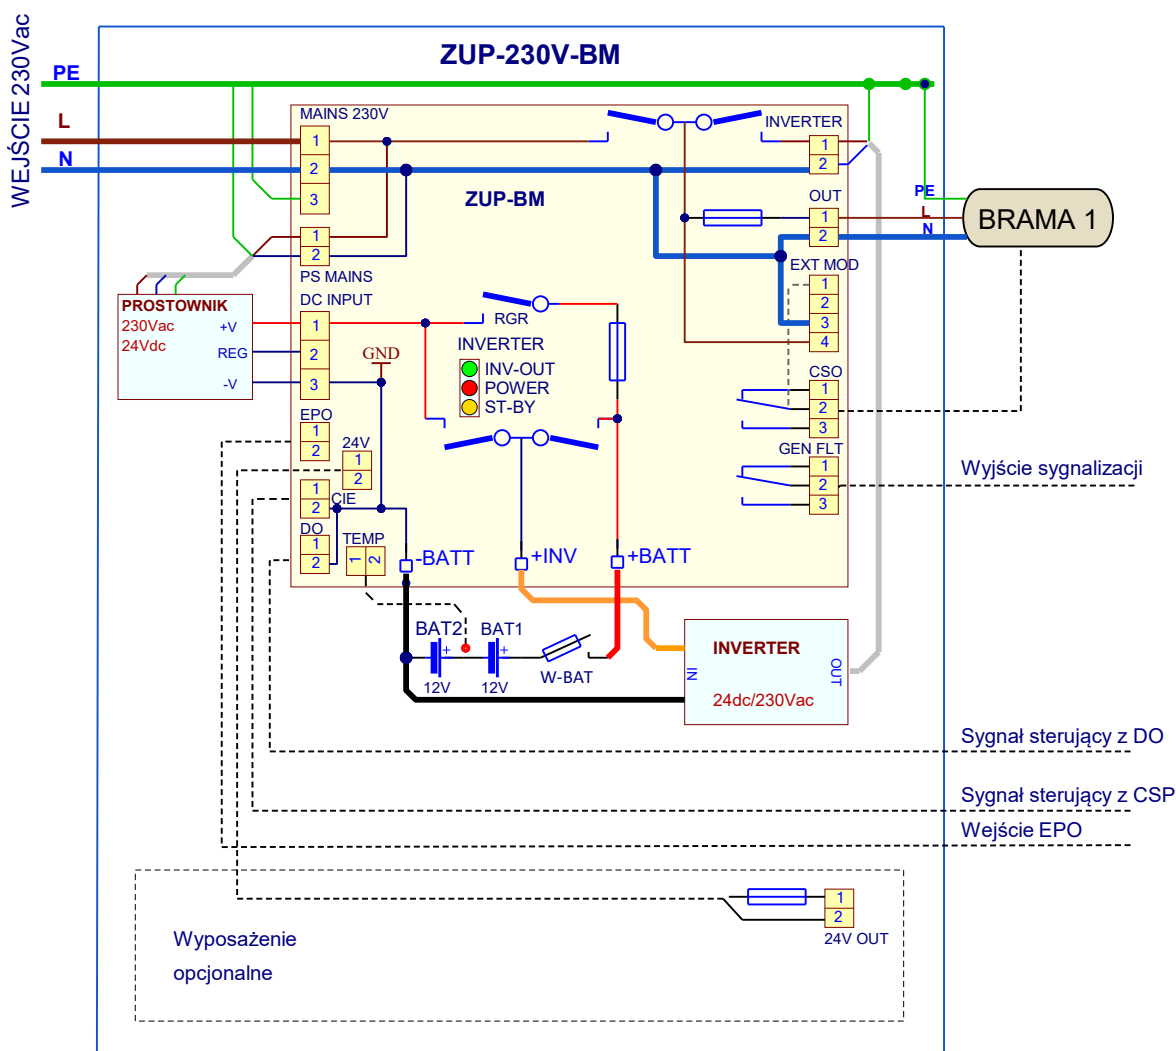 WEJŚCIE 230Vac
ZUP-230V-BM
PE
L
N
MAINS 230V
1
2
3
INVERTER
1
2
ZUP-BM
OUT
1
2
PE
L
N
BRAMA 1
1
2
PS MAINS
EXT MOD
1
2
3
4
PROSTOWNIK
230Vac
24Vdc
+V
REG
-V
DC INPUT
1
2
3
GND
RGR
INVERTER
INV-OUT
POWER
ST-BY
CSO
1
2
3
EPO
1
2
24V
1
2
GEN FLT
1
2
3
Wyjście sygnalizacji
1
2
CIE
DO
1
2
TEMP
1
2
-BATT
+INV
+BATT
BAT2
+
12V
BAT1
+
12V
W-BAT
INVERTER
IN
OUT
24dc/230Vac
Sygnał sterujący z DO
Sygnał sterujący z CSP
Wejście EPO
1
2
24V OUT
Wyposażenie
opcjonalne